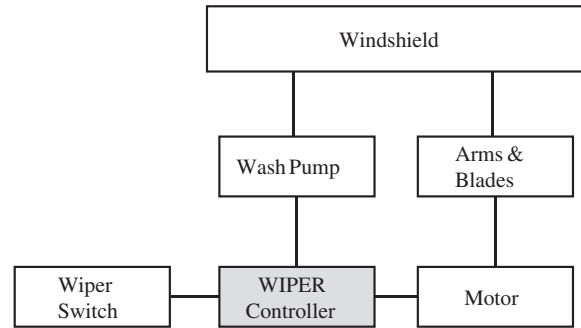 Windshield
Wash Pump
Arms &
Blades
Wiper
Switch
WIPER
Controller
Motor